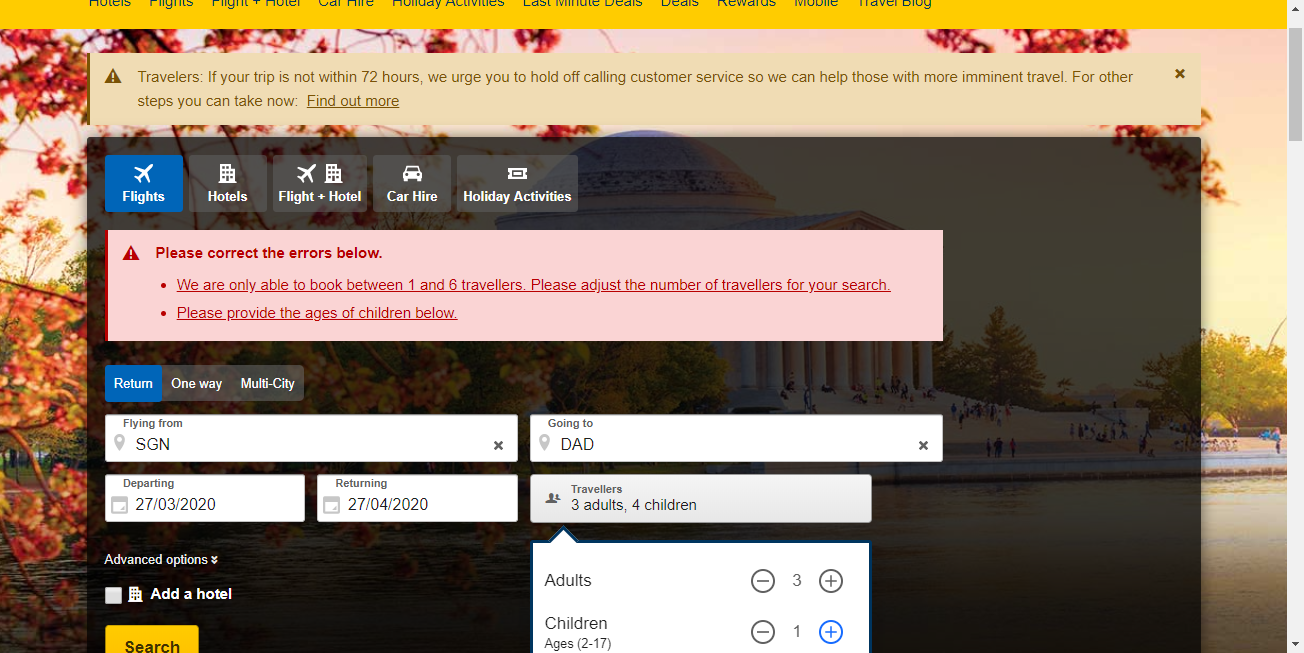 Hotels Flights Flight + Hotel Car Hire Holiday Activities Last Minute Deals Deals Rewards Mobile Travel Blog
Travelers: If your trip is not within 72 hours, we urge you to hold off calling customer service so we can help those with more imminent travel. For other
steps you can take now: Find out more
Flights Hotels Flight + Hotel Car Hire Holiday Activities
Please correct the errors below.
We are only able to book between 1 and 6 travellers. Please adjust the number of travellers for your search.
Please provide the ages of children below.
Return One way Multi-City
Flying from Going to
SGN DAD
Departing Returning Travellers
27/03/2020 27/04/2020 3 adults, 4 children
Advanced options
Adults 3
Add a hotel
Children 1
Ages (2-17)
Search